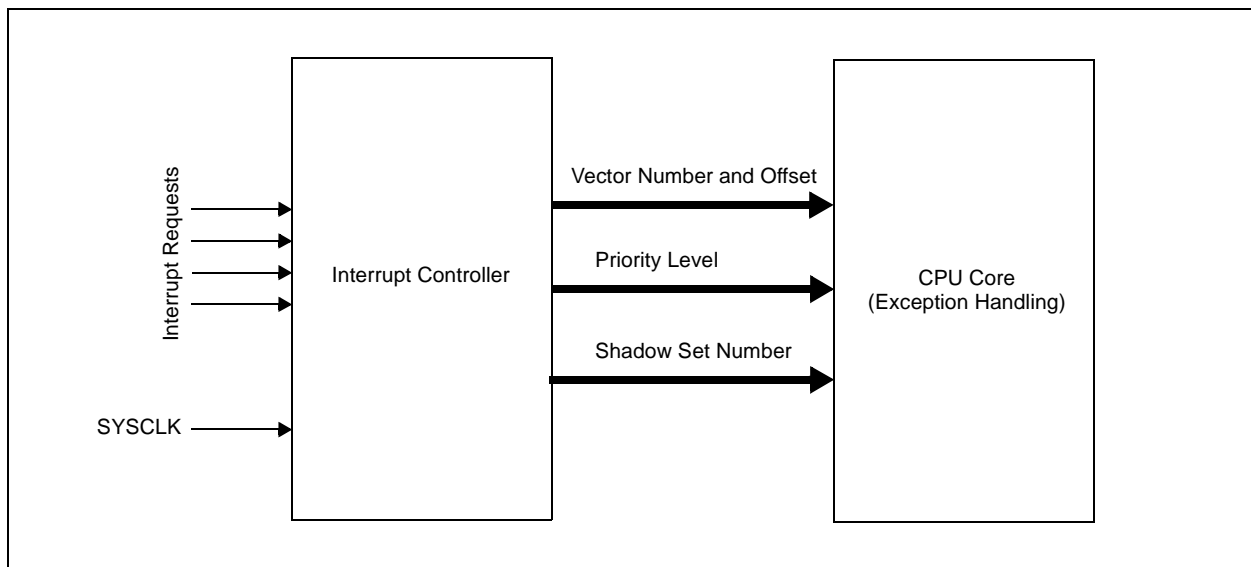 Interrupt Requests
SYSCLK
Interrupt Controller
Vector Number and Offset
Priority Level
Shadow Set Number
CPU Core
(Exception Handling)